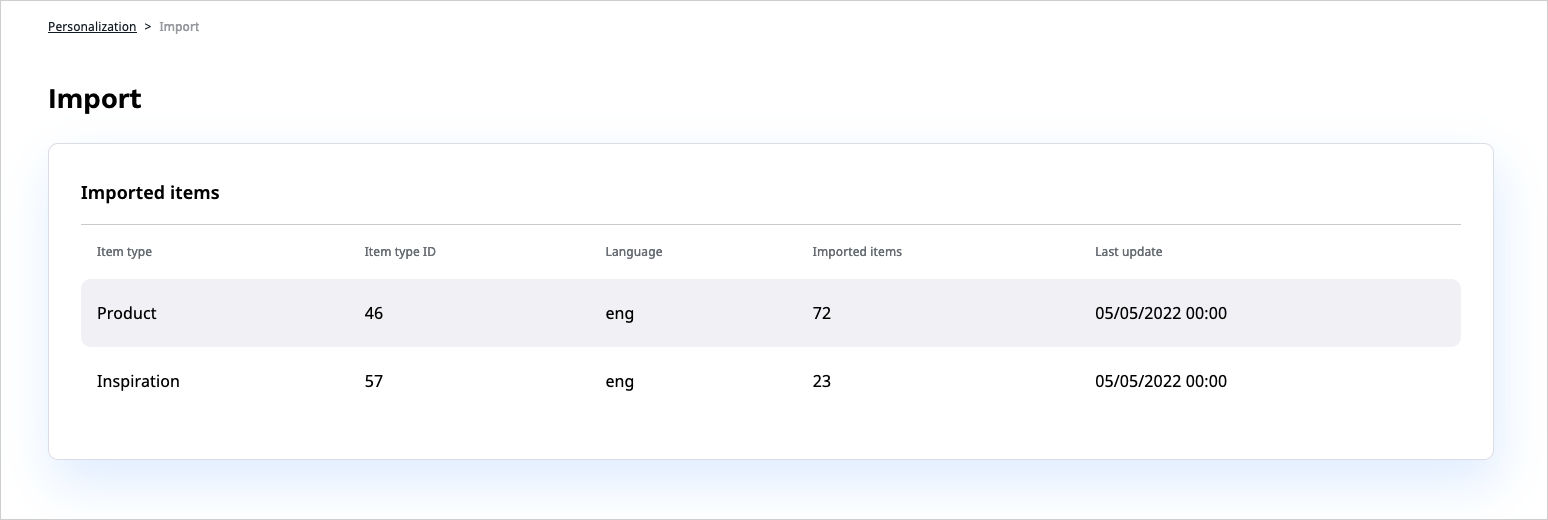 Personalization > Import
Import
Imported items
Item type Item type ID Language Imported items Last update
Product 46 eng 72 05/05/2022 00:00
Inspiration 57 eng 23 05/05/2022 00:00